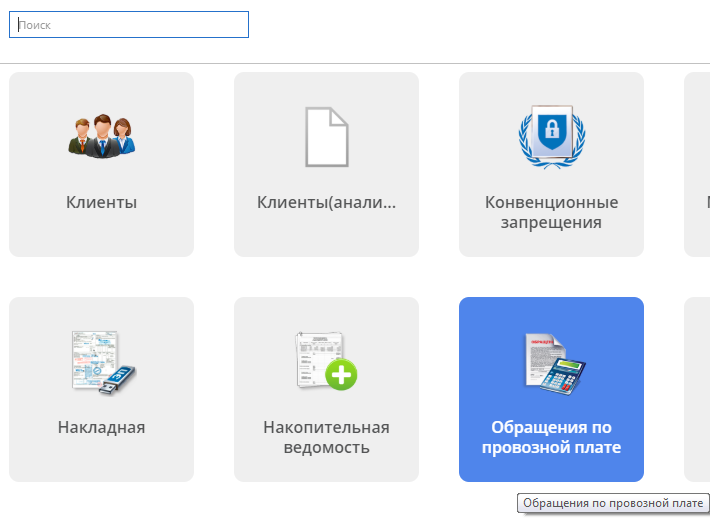 Поиск
Клиенты
Клиенты(анали...
Конвенционные
запрещения
Накладная
Накопительная
ведомость
Обращения по
провозной плате
Обращения по провозной плате